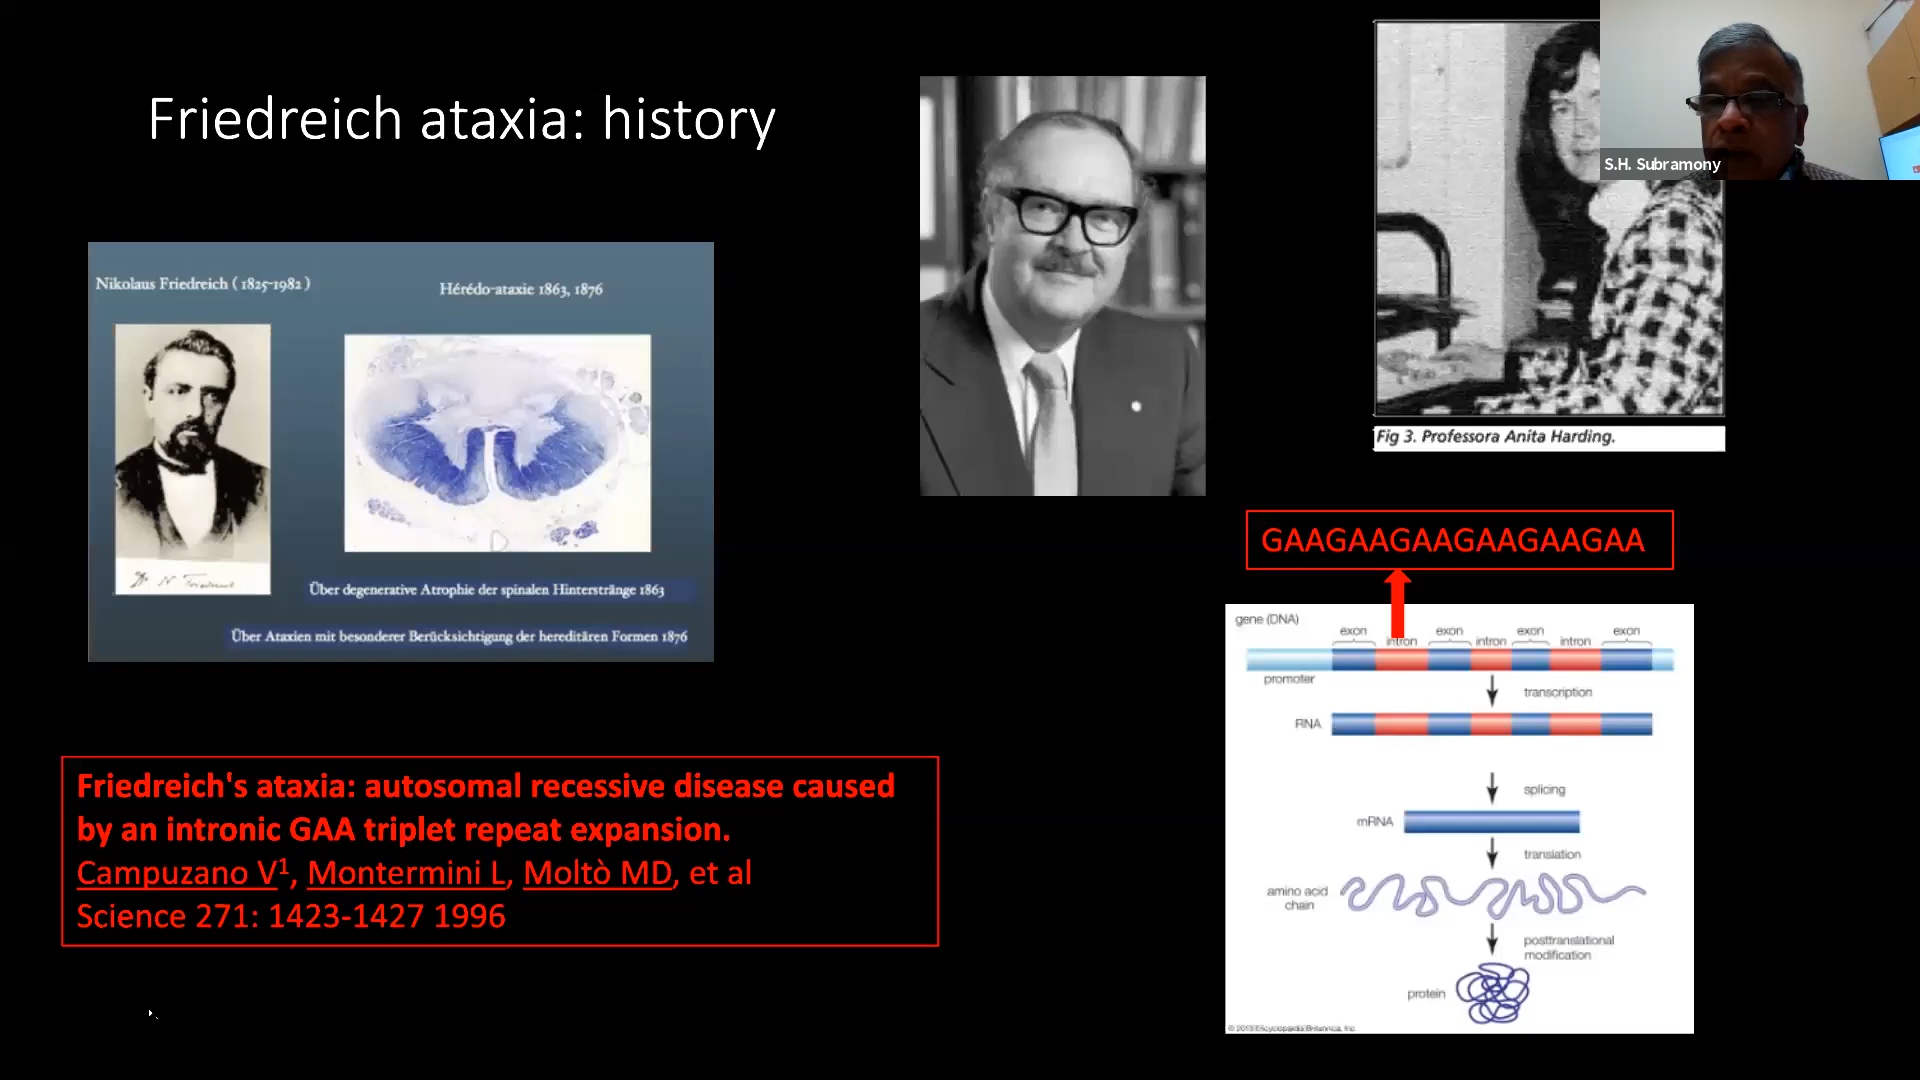 Friedreich ataxia: history
S.H. Subramony
Nikolaus Friedreich ( 1825-1982 )
Hérédo-ataxie 1863, 1876
Über degenerative Atrophie der spinalen Hinterstränge 1863
Über Ataxien mit besonderer Berücksichtigung der hereditären Formen 1876
Fig 3. Professora Anita Harding.
GAAGAAGAAGAAGAAGAA
gene (DNA)
exon intron exon intron exon intron exon
promoter
transcription
RNA
splicing
mRNA
translation
amino acid
chain
posttranslational
modification
protein
Friedreich's ataxia: autosomal recessive disease caused
by an intronic GAA triplet repeat expansion.
Campuzano V1, Montermini L, Moltò MD, et al
Science 271: 1423-1427 1996
Encyclopædia Britannica, Inc.